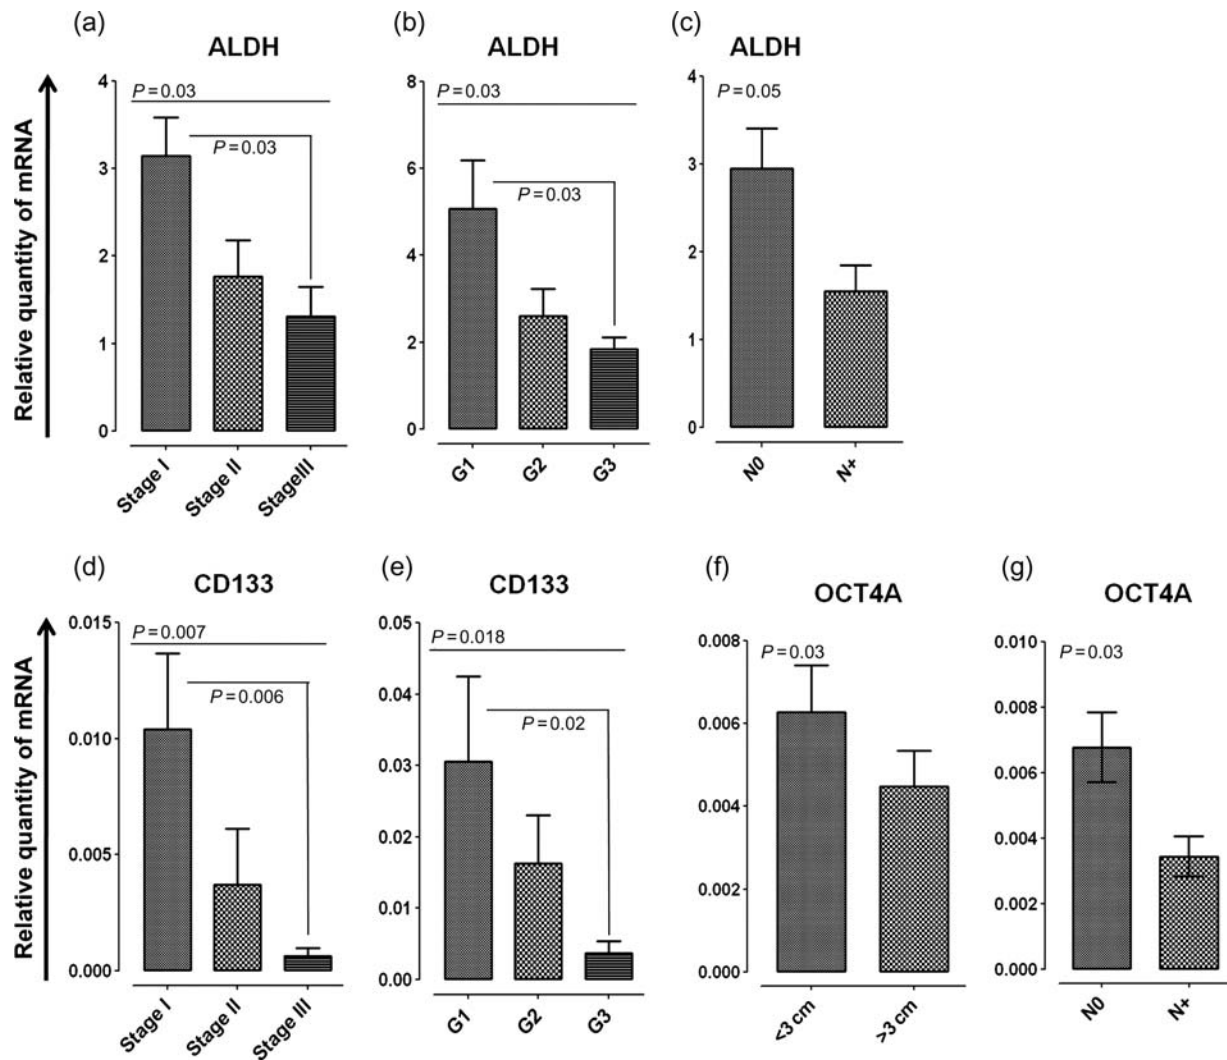 (a)
ALDH
Relative quantity of mRNA
4
3
2
1
0
P = 0.03
P = 0.03
Stage I
Stage II
StageIII
(b)
ALDH
8
6
4
2
0
P = 0.03
P = 0.03
G1
G2
G3
(c)
ALDH
4
3
2
1
0
P = 0.05
N0
N+
(d)
CD133
Relative quantity of mRNA
0.015
0.010
0.005
0.000
P = 0.007
P = 0.006
Stage I
Stage II
Stage III
(e)
CD133
0.05
0.04
0.03
0.02
0.01
0.00
P = 0.018
P = 0.02
G1
G2
G3
(f)
OCT4A
0.008
0.006
0.004
0.002
0.000
P = 0.03
<3 cm
>3 cm
(g)
OCT4A
0.010
0.008
0.006
0.004
0.002
0.000
P = 0.03
N0
N+